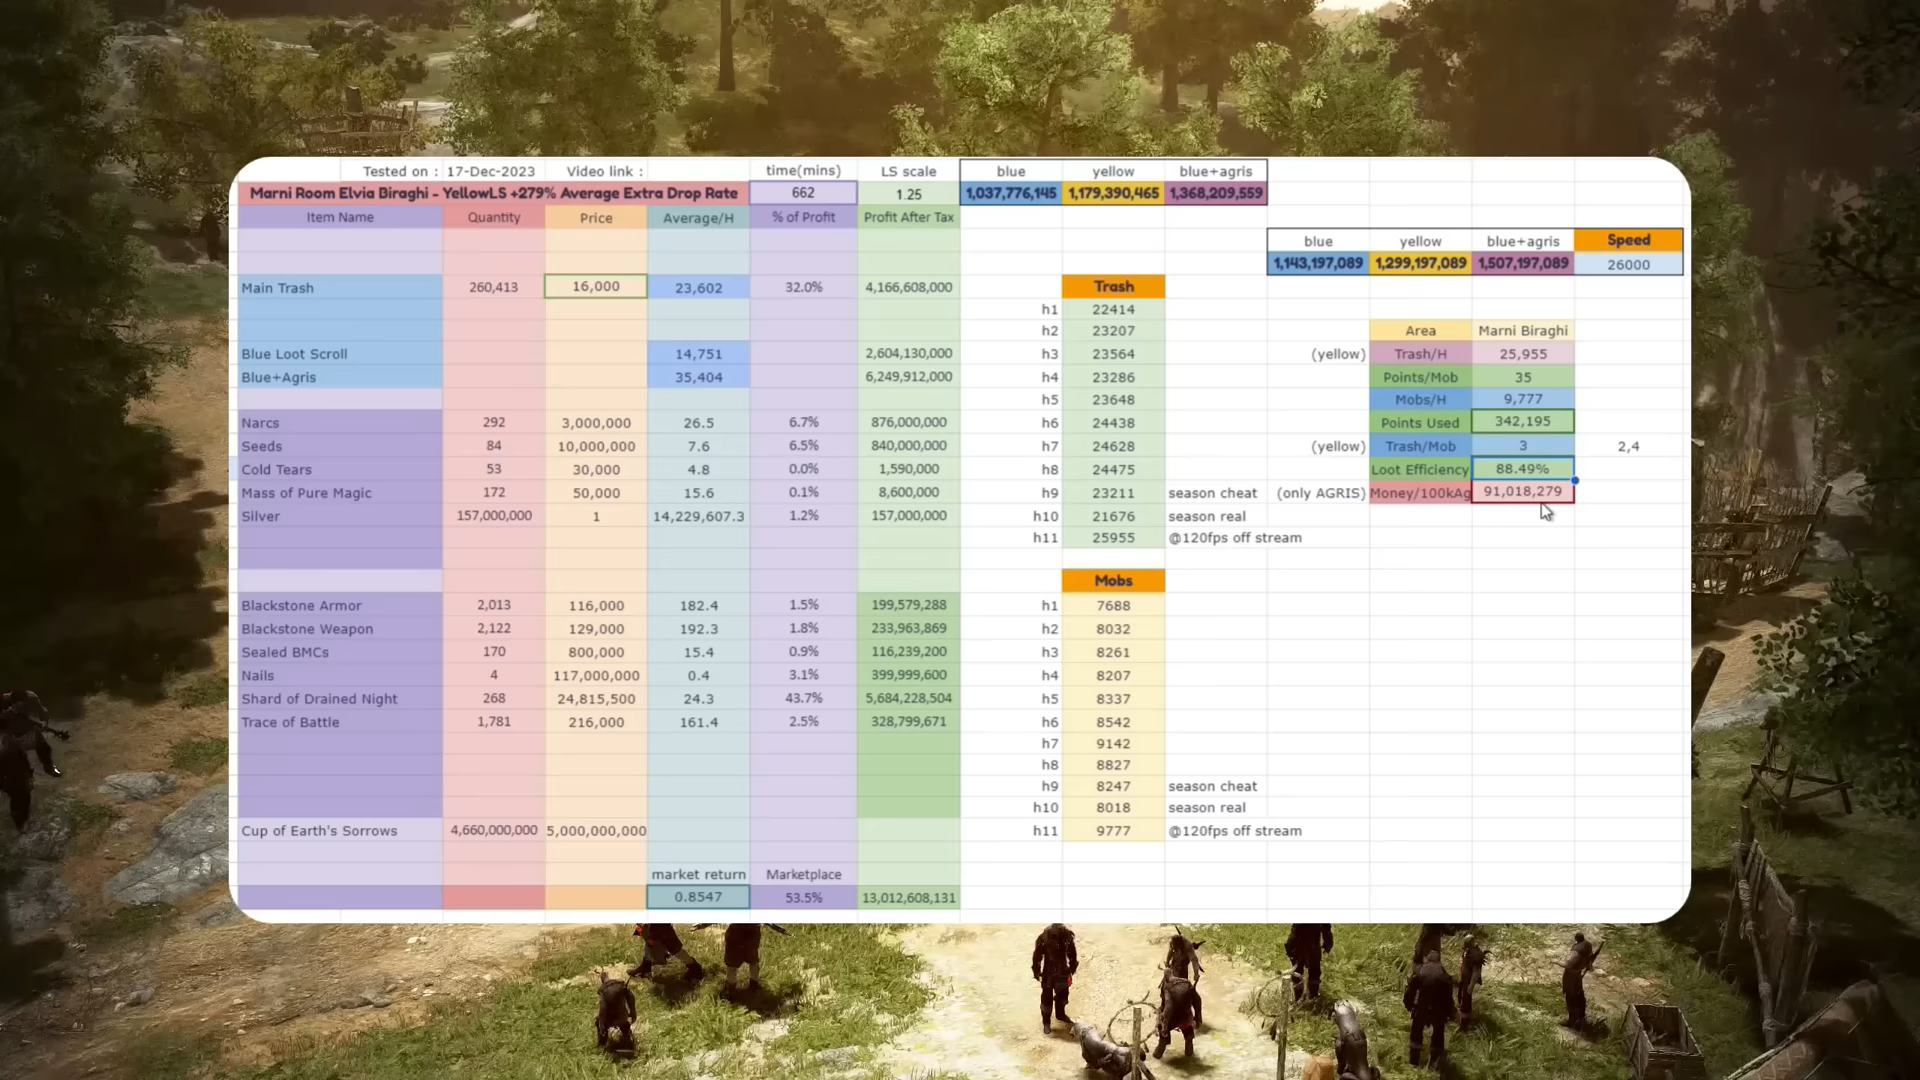 Tested on : 17-Dec-2023 Video link : time(mins) LS scale blue yellow blue+agris
Marni Room Elvia Biraghi - YellowLS +279% Average Extra Drop Rate 662 1.25 1,037,776,145 1,179,390,465 1,368,209,559
Item Name Quantity Price Average/H % of Profit Profit After Tax
blue yellow blue+agris Speed
1,143,197,089 1,299,197,089 1,507,197,089 26000
Main Trash 260,413 16,000 23,602 32.0% 4,166,608,000 Trash
h1 22414
h2 23207 Area Marni Biraghi
Blue Loot Scroll 14,751 2,604,130,000 h3 23564 (yellow) Trash/H 25,955
Blue+Agris 35,404 6,249,912,000 h4 23286 Points/Mob 35
h5 23648 Mobs/H 9,777
Narcs 292 3,000,000 26.5 6.7% 876,000,000 h6 24438 Points Used 342,195
Seeds 84 10,000,000 7.6 6.5% 840,000,000 h7 24628 (yellow) Trash/Mob 3 2,4
Cold Tears 53 30,000 4.8 0.0% 1,590,000 h8 24475 Loot Efficiency 88.49%
Mass of Pure Magic 172 50,000 15.6 0.1% 8,600,000 h9 23211 season cheat (only AGRIS) Money/100kAg 91,018,279
Silver 157,000,000 1 14,229,607.3 1.2% 157,000,000 h10 21676 season real
h11 25955 @120fps off stream
Mobs
Blackstone Armor 2,013 116,000 182.4 1.5% 199,579,288 h1 7688
Blackstone Weapon 2,122 129,000 192.3 1.8% 233,963,869 h2 8032
Sealed BMCs 170 800,000 15.4 0.9% 116,239,200 h3 8261
Nails 4 117,000,000 0.4 3.1% 399,999,600 h4 8207
Shard of Drained Night 268 24,815,500 24.3 43.7% 5,684,228,504 h5 8337
Trace of Battle 1,781 216,000 161.4 2.5% 328,799,671 h6 8542
h7 9142
h8 8827
h9 8247 season cheat
h10 8018 season real
Cup of Earth's Sorrows 4,660,000,000 5,000,000,000 h11 9777 @120fps off stream
market return Marketplace
0.8547 53.5% 13,012,608,131